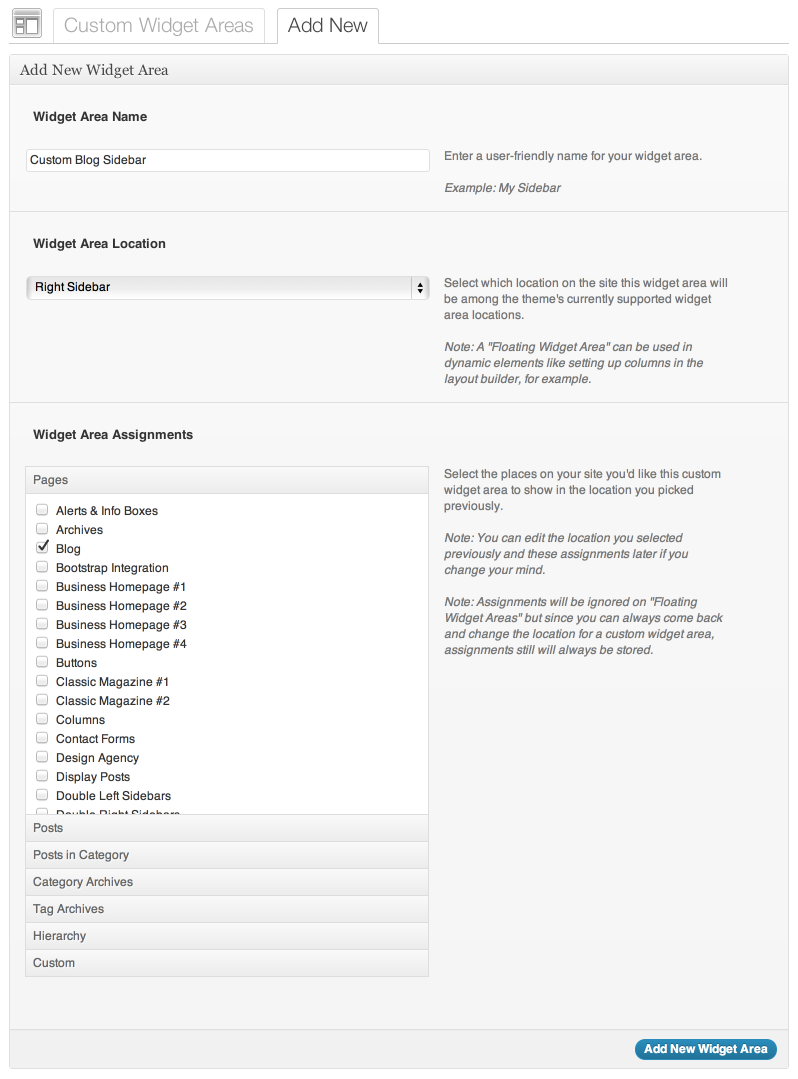 Custom Widget Areas
Add New
Add New Widget Area
Widget Area Name
Custom Blog Sidebar
Enter a user-friendly name for your widget area.
Example: My Sidebar
Widget Area Location
Right Sidebar
Select which location on the site this widget area will
be among the theme's currently supported widget
area locations.
Note: A "Floating Widget Area" can be used in
dynamic elements like setting up columns in the
layout builder, for example.
Widget Area Assignments
Pages
Alerts & Info Boxes
Archives
Blog
Bootstrap Integration
Business Homepage #1
Business Homepage #2
Business Homepage #3
Business Homepage #4
Buttons
Classic Magazine #1
Classic Magazine #2
Columns
Contact Forms
Design Agency
Display Posts
Double Left Sidebars
Double Right Sidebars
Posts
Posts in Category
Category Archives
Tag Archives
Hierarchy
Custom
Select the places on your site you'd like this custom
widget area to show in the location you picked
previously.
Note: You can edit the location you selected
previously and these assignments later if you
change your mind.
Note: Assignments will be ignored on "Floating
Widget Areas" but since you can always come back
and change the location for a custom widget area,
assignments still will always be stored.
Add New Widget Area